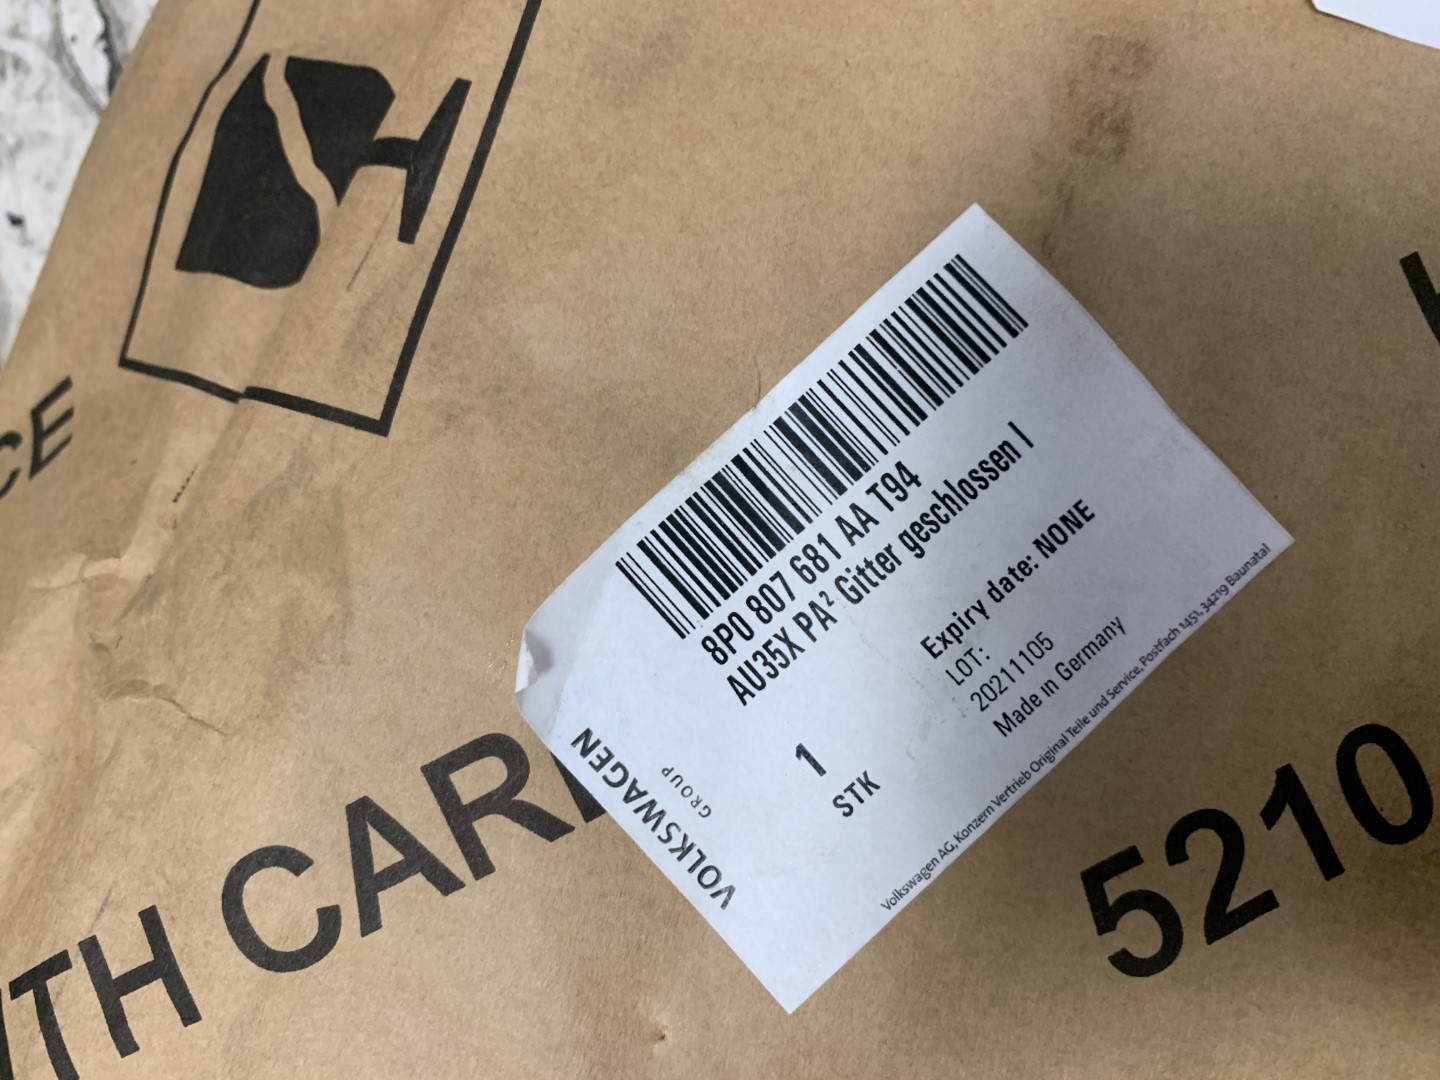 CE
8P0 807 681 AA T94
AU35X PA² Gitter geschlossen l
Expiry date: NONE
LOT:
20211105
Made in Germany
1
STK
VOLKSWAGEN
GROUP
Volkswagen AG, Konzern Vertrieb Original Teile und Service, Postfach 1451, 34219 Baunatal
TH CAR
5210